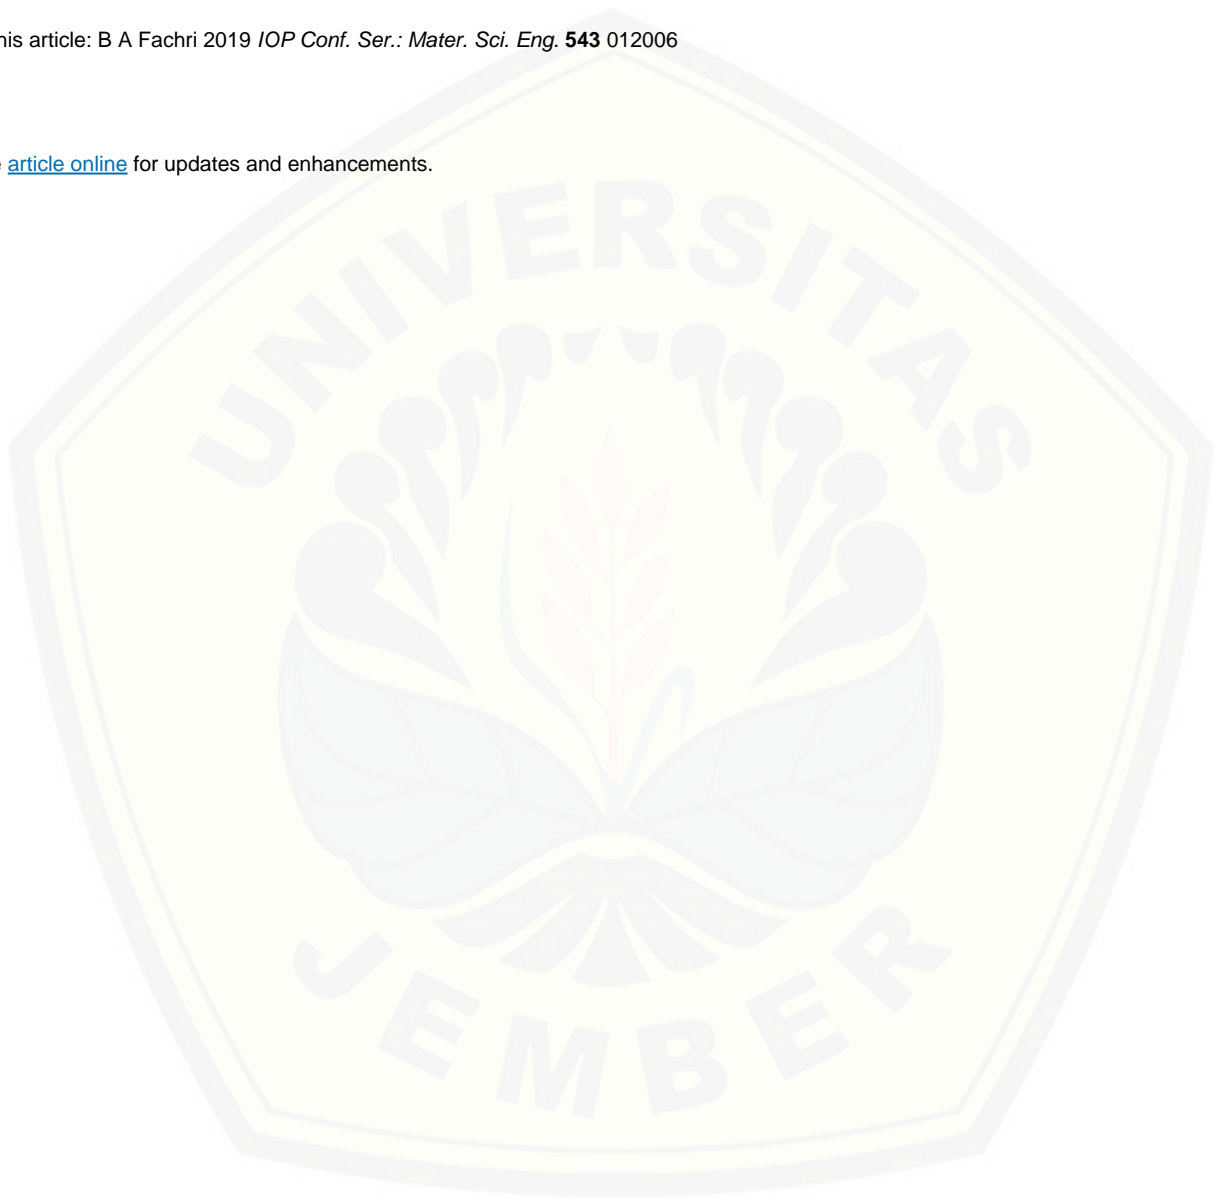 his article: B A Fachri 2019 IOP Conf. Ser.: Mater. Sci. Eng. 543 012006
article online for updates and enhancements.
UNIVERSITAS
JEMBER